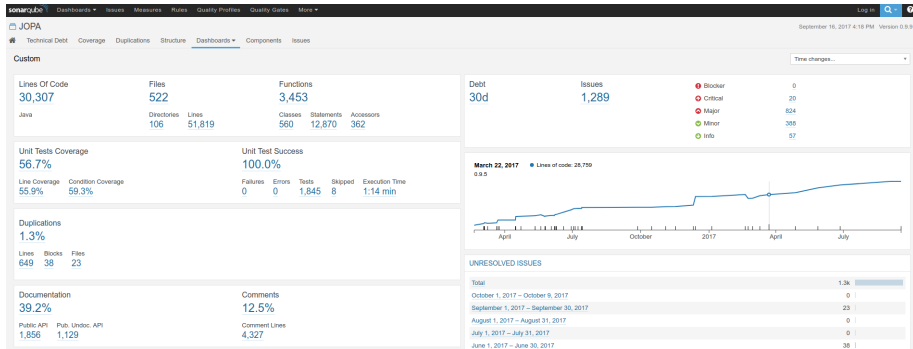 sonarqube Dashboards Issues Measures Rules Quality Profiles Quality Gates More Log in
JOPA
September 16, 2017 4:18 PM Version 0.9.9
Technical Debt Coverage Duplications Structure Dashboards Components Issues
Custom
Time changes...
Lines Of Code Files Functions
30,307 522 3,453
Java Directories Lines Classes Statements Accessors
106 51,819 560 12,870 362
Unit Tests Coverage Unit Test Success
56.7% 100.0%
Line Coverage Condition Coverage Failures Errors Tests Skipped Execution Time
55.9% 59.3% 0 0 1,845 8 1:14 min
Duplications
1.3%
Lines Blocks Files
649 38 23
Documentation Comments
39.2% 12.5%
Public API Pub. Undoc. API Comment Lines
1,856 1,129 4,327
Debt Issues
30d 1,289
Blocker 0
Critical 20
Major 824
Minor 388
Info 57
March 22, 2017 Lines of code: 28,759
0.9.5
April July October 2017 April July
UNRESOLVED ISSUES
Total 1.3k
October 1, 2017 – October 9, 2017 0
September 1, 2017 – September 30, 2017 23
August 1, 2017 – August 31, 2017 0
July 1, 2017 – July 31, 2017 0
June 1, 2017 – June 30, 2017 38